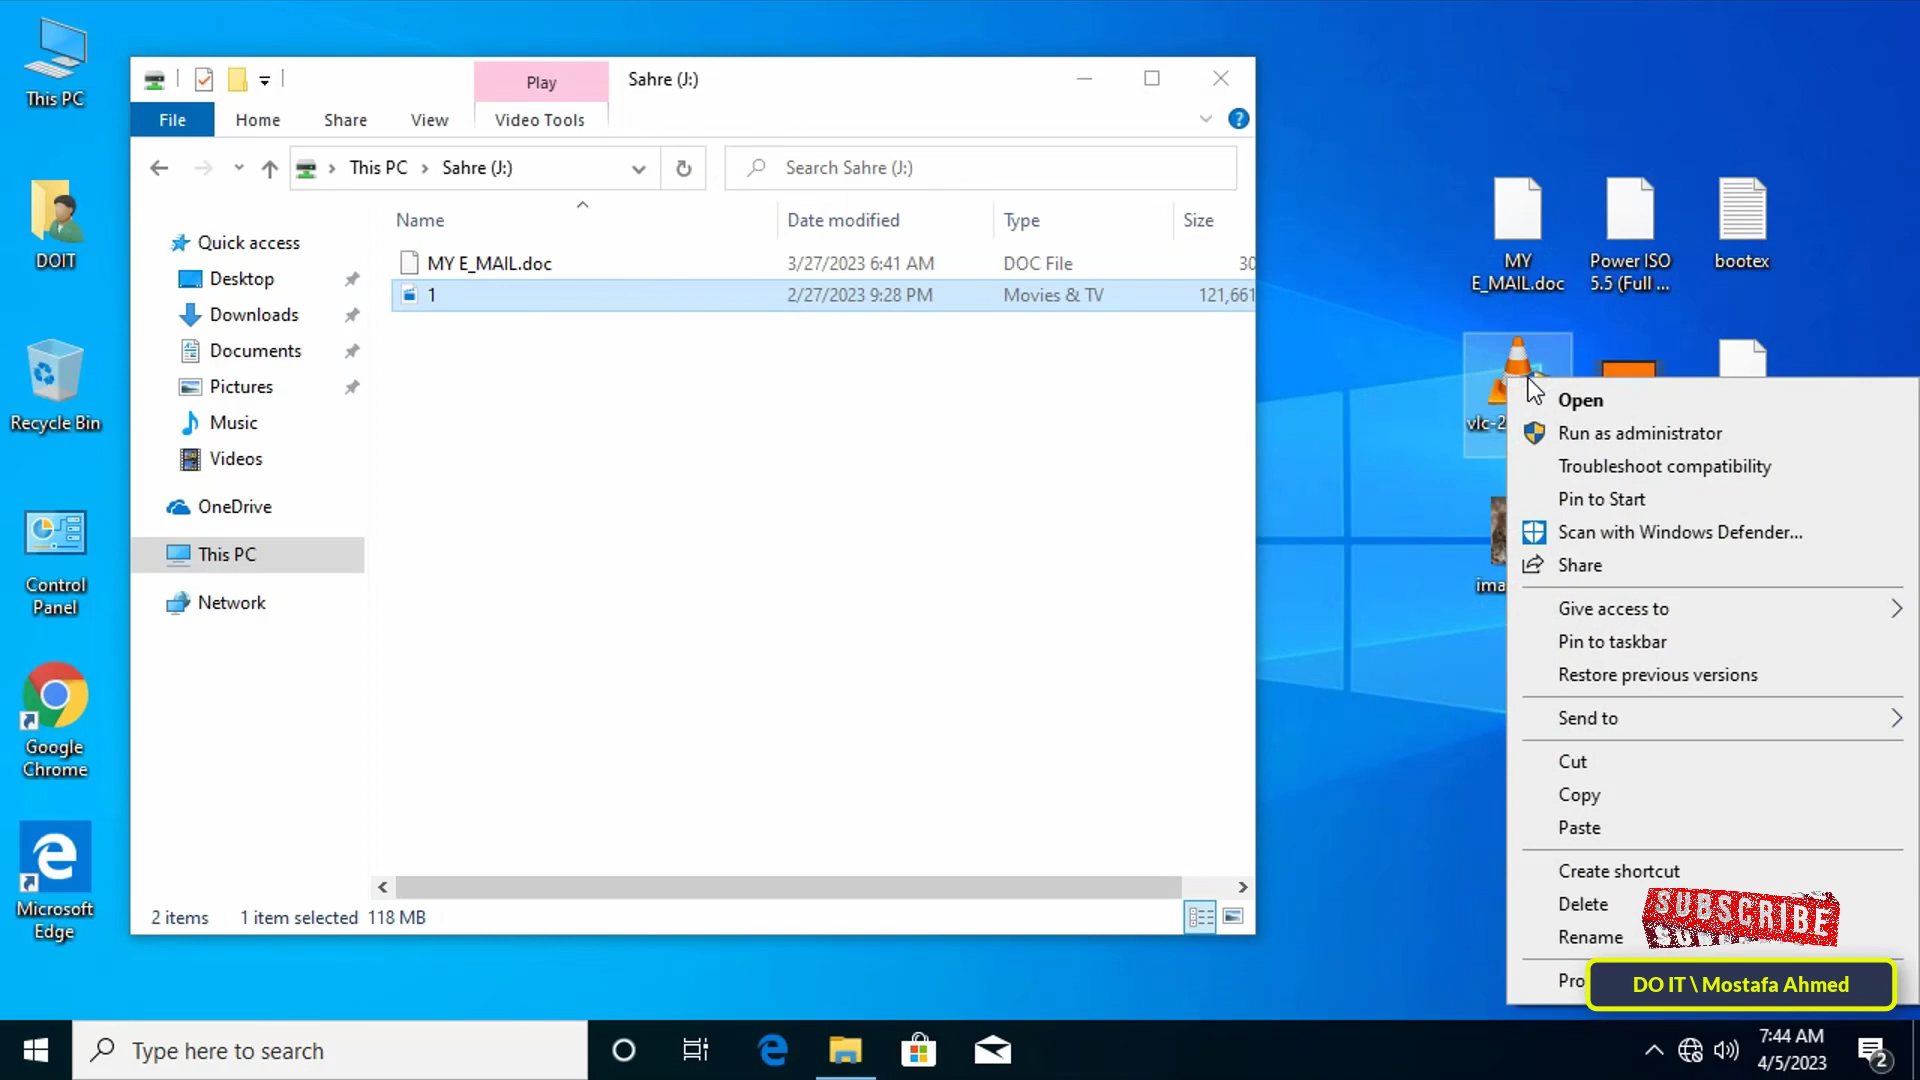 This PC
DOIT
Recycle Bin
Control
Panel
Google
Chrome
Microsoft
Edge
Play
Sahre (J:)
File
Home
Share
View
Video Tools
This PC
Sahre (J:)
Search Sahre (J:)
Name
Date modified
Type
Size
MY E_MAIL.doc
3/27/2023 6:41 AM
DOC File
30
1
2/27/2023 9:28 PM
Movies & TV
121,661
Quick access
Desktop
Downloads
Documents
Pictures
Music
Videos
OneDrive
This PC
Network
2 items
1 item selected 118 MB
MY
E_MAIL.doc
Power ISO
5.5 (Full ...
bootex
vlc-2
ima
Open
Run as administrator
Troubleshoot compatibility
Pin to Start
Scan with Windows Defender...
Share
Give access to
Pin to taskbar
Restore previous versions
Send to
Cut
Copy
Paste
Create shortcut
Delete
Rename
Pro
SUBSCRIBE
DO IT \ Mostafa Ahmed
Type here to search
7:44 AM
4/5/2023
2